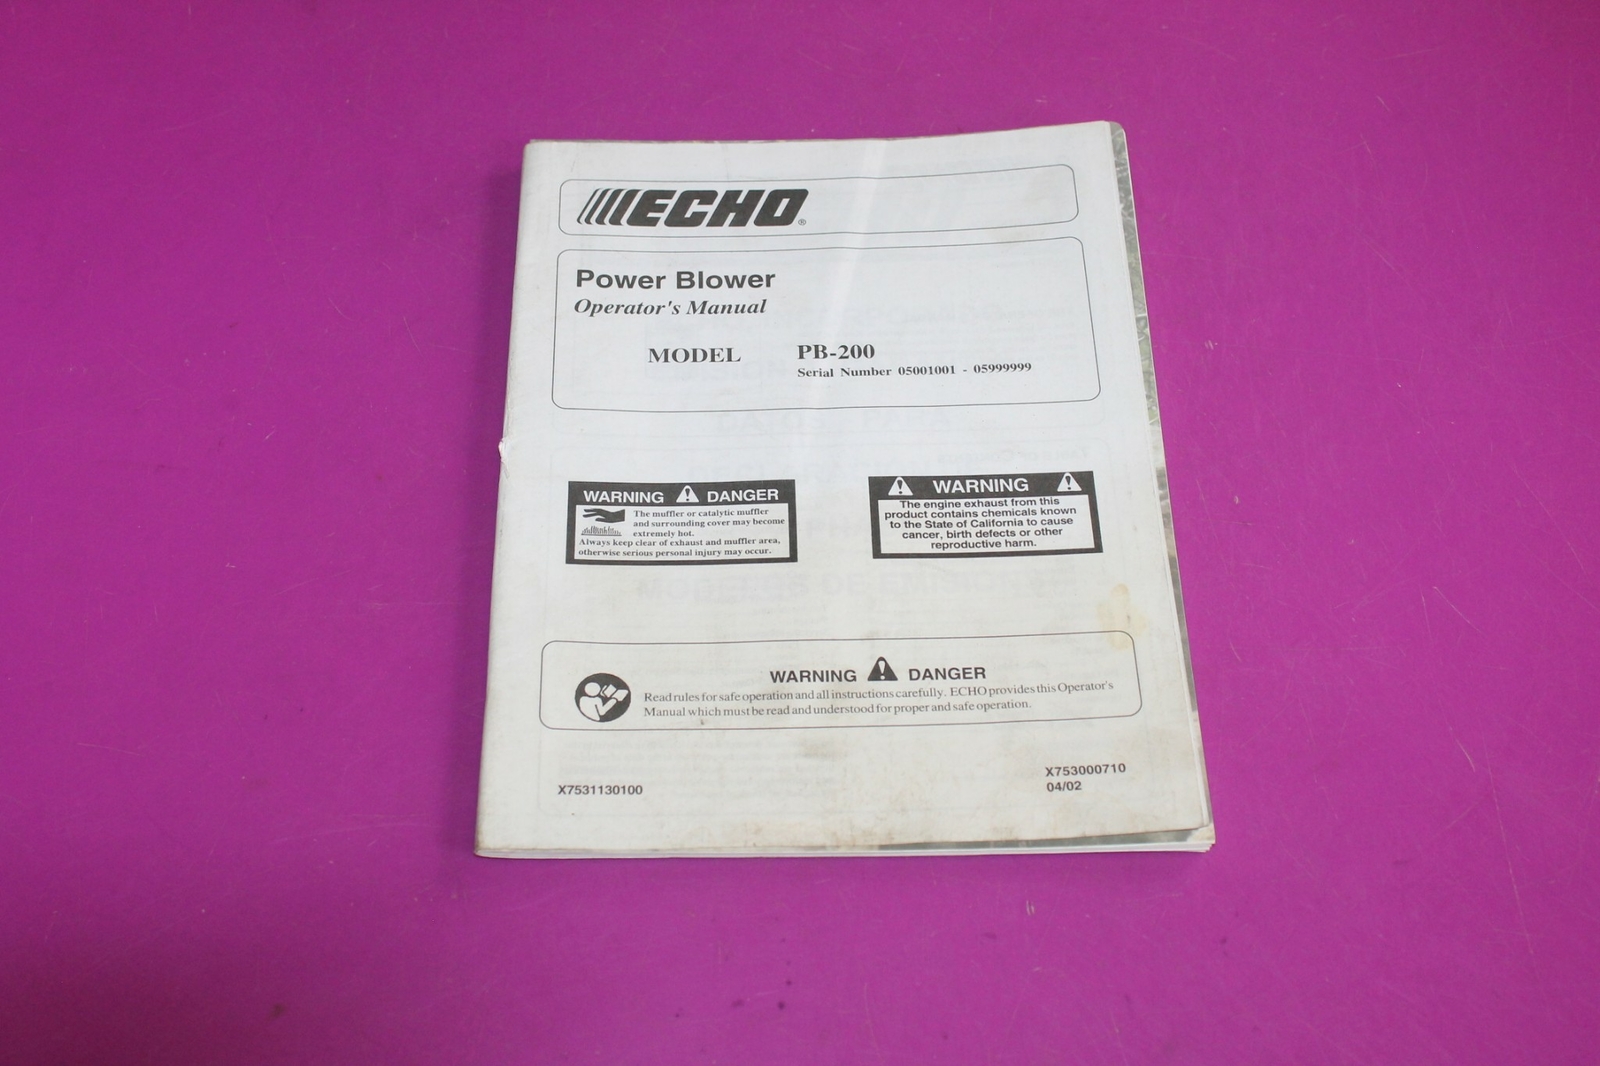 ECHO®
Power Blower
Operator's Manual
MODEL PB-200
Serial Number 05001001 - 05999999
WARNING DANGER
The muffler or catalytic muffler
and surrounding cover may become
extremely hot.
Always keep clear of exhaust and muffler area,
otherwise serious personal injury may occur.
WARNING
The engine exhaust from this
product contains chemicals known
to the State of California to cause
cancer, birth defects or other
reproductive harm.
WARNING DANGER
Read rules for safe operation and all instructions carefully. ECHO provides this Operator's
Manual which must be read and understood for proper and safe operation.
X7531130100
X753000710
04/02